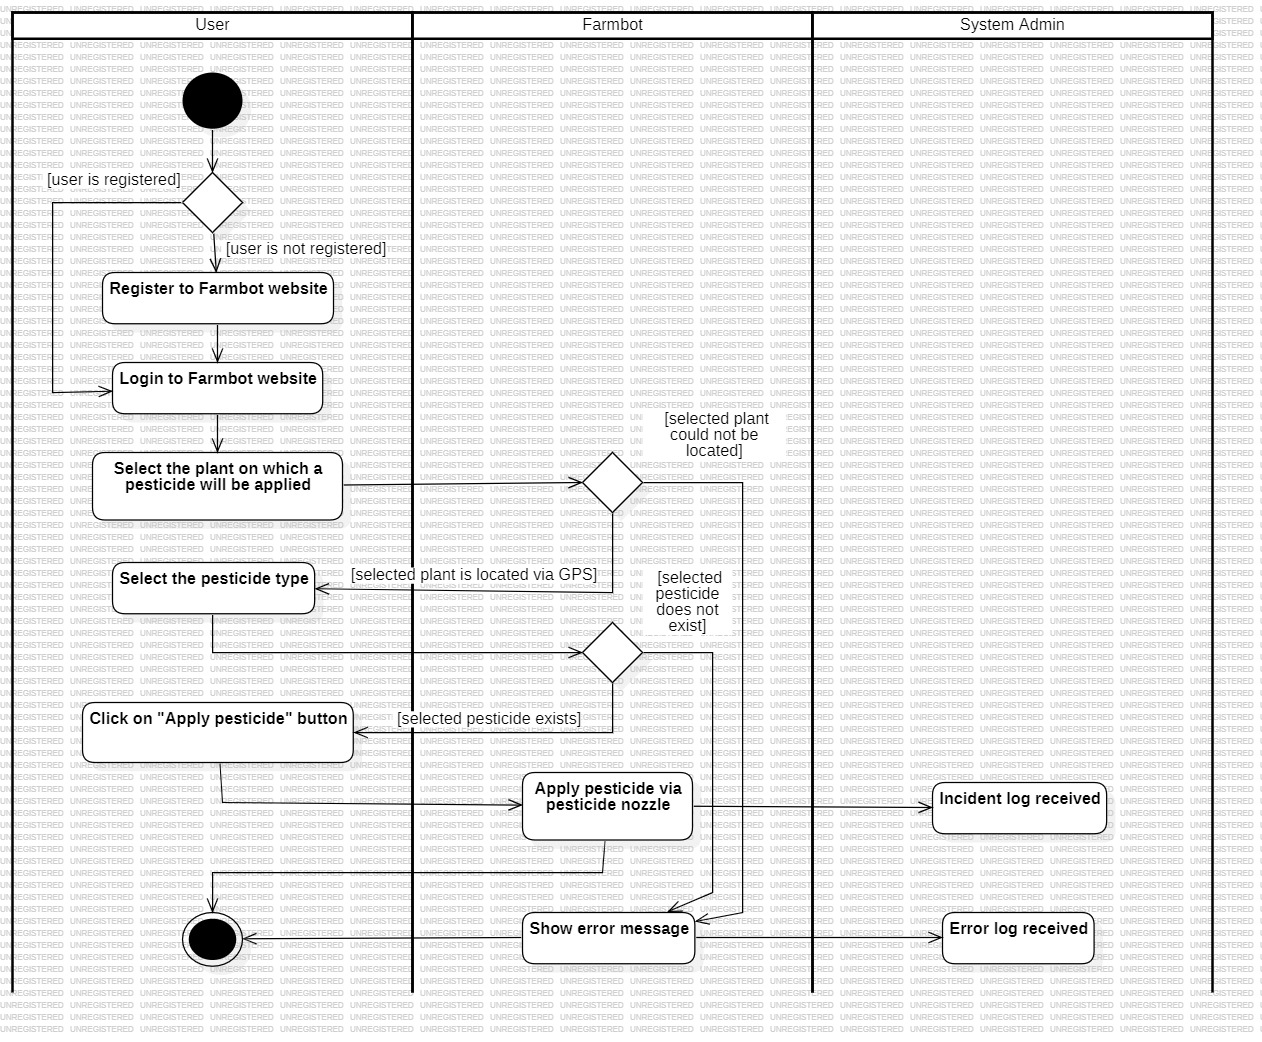 User
Farmbot
System Admin
[user is registered]
[user is not registered]
Register to Farmbot website
Login to Farmbot website
[selected plant
could not be
located]
Select the plant on which a
pesticide will be applied
[selected plant is located via GPS]
Select the pesticide type
[selected
pesticide
does not
exist]
[selected pesticide exists]
Click on "Apply pesticide" button
Apply pesticide via
pesticide nozzle
Incident log received
Show error message
Error log received
UNREGISTERED